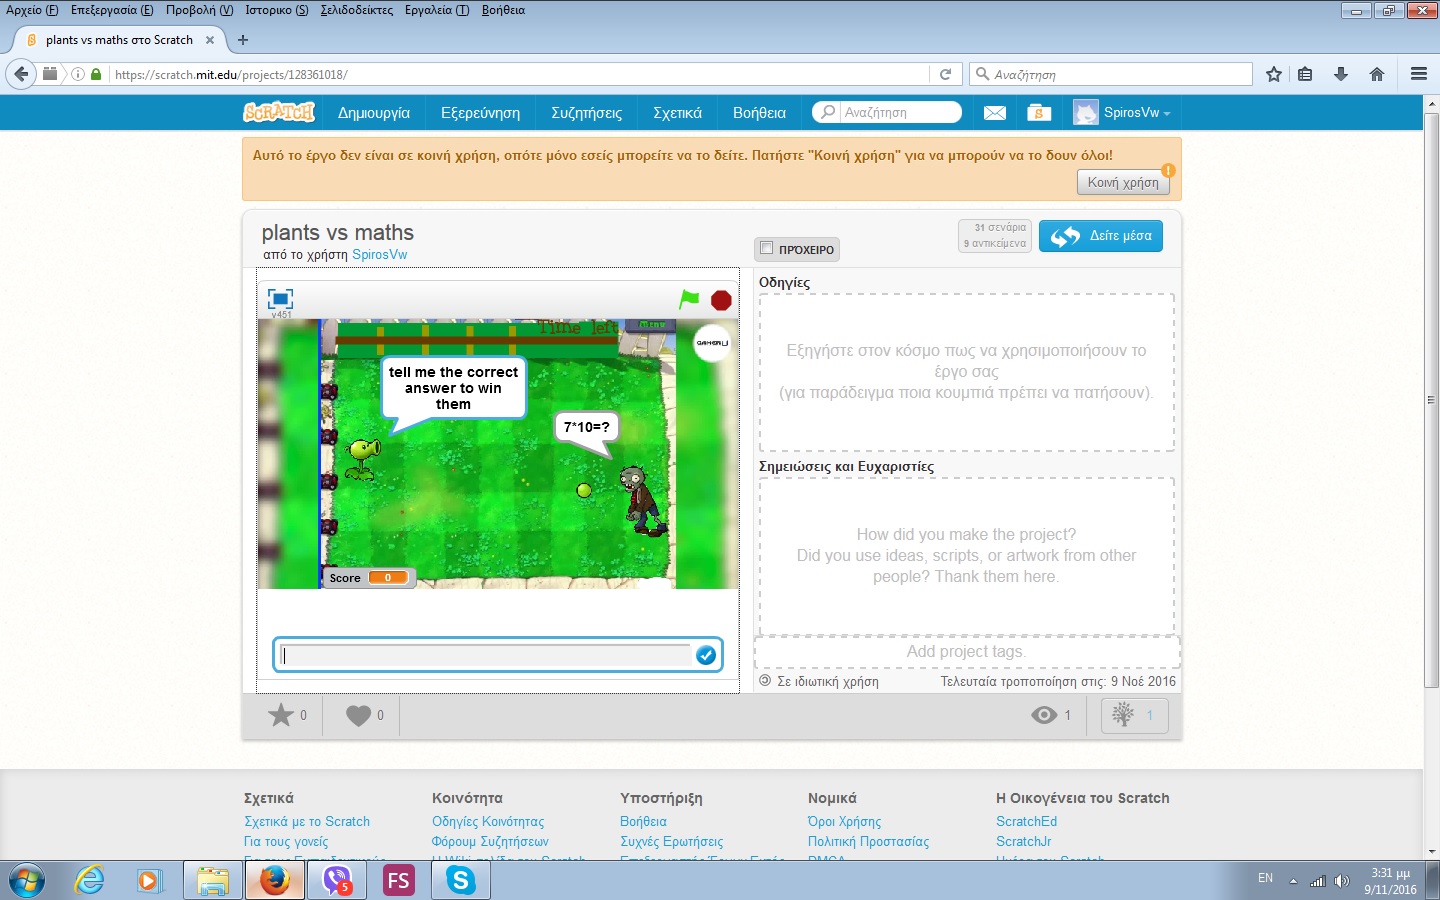 Αρχείο (F) Επεξεργασία (E) Προβολή (V) Ιστορικο (S) Σελιδοδείκτες Εργαλεία (T) Βοήθεια
plants vs maths στο Scratch
https://scratch.mit.edu/projects/128361018/
Αναζήτηση
SCRATCH Δημιουργία Εξερεύνηση Συζητήσεις Σχετικά Βοήθεια Αναζήτηση SpirosVw
Αυτό το έργο δεν είναι σε κοινή χρήση, οπότε μόνο εσείς μπορείτε να το δείτε. Πατήστε "Κοινή χρήση" για να μπορούν να το δουν όλοι!
Κοινή χρήση
plants vs maths
από το χρήστη SpirosVw
ΠΡΌΧΕΙΡΟ
31 σενάρια
9 αντικείμενα
Δείτε μέσα
v451
Time left
Menu
GAMERLJ
tell me the correct
answer to win
them
7*10=?
Score 0
Οδηγίες
Εξηγήστε στον κόσμο πως να χρησιμοποιήσουν το
έργο σας
(για παράδειγμα ποια κουμπιά πρέπει να πατήσουν).
Σημειώσεις και Ευχαριστίες
How did you make the project?
Did you use ideas, scripts, or artwork from other
people? Thank them here.
Add project tags.
Σε ιδιωτική χρήση
Τελευταία τροποποίηση στις: 9 Νοέ 2016
0 0 1 1
Σχετικά Κοινότητα Υποστήριξη Νομικά Η Οικογένεια του Scratch
Σχετικά με το Scratch Οδηγίες Κοινότητας Βοήθεια Όροι Χρήσης ScratchEd
Για τους γονείς Φόρουμ Συζητήσεων Συχνές Ερωτήσεις Πολιτική Προστασίας ScratchJr
5
FS
EN
3:31 μμ
9/11/2016